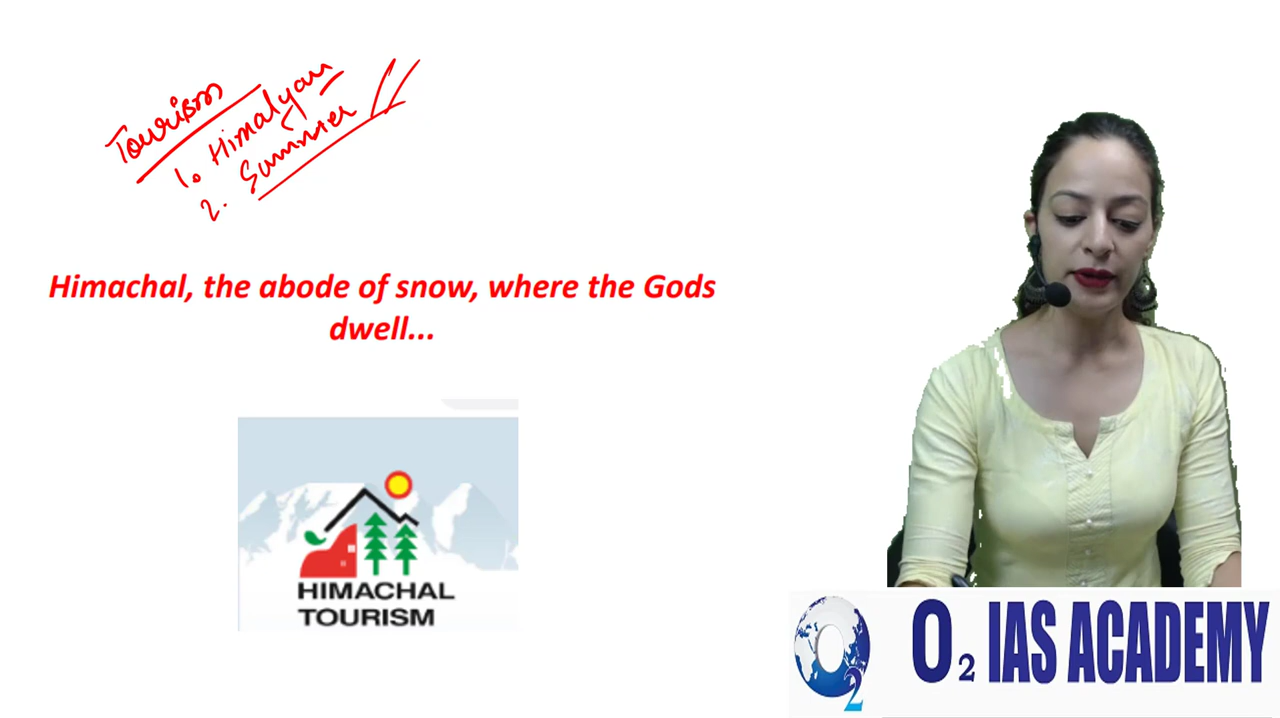 Tourism
1. Himalyan
2. Summer
Himachal, the abode of snow, where the Gods
dwell...
HIMACHAL
TOURISM
O2
O2 IAS ACADEMY